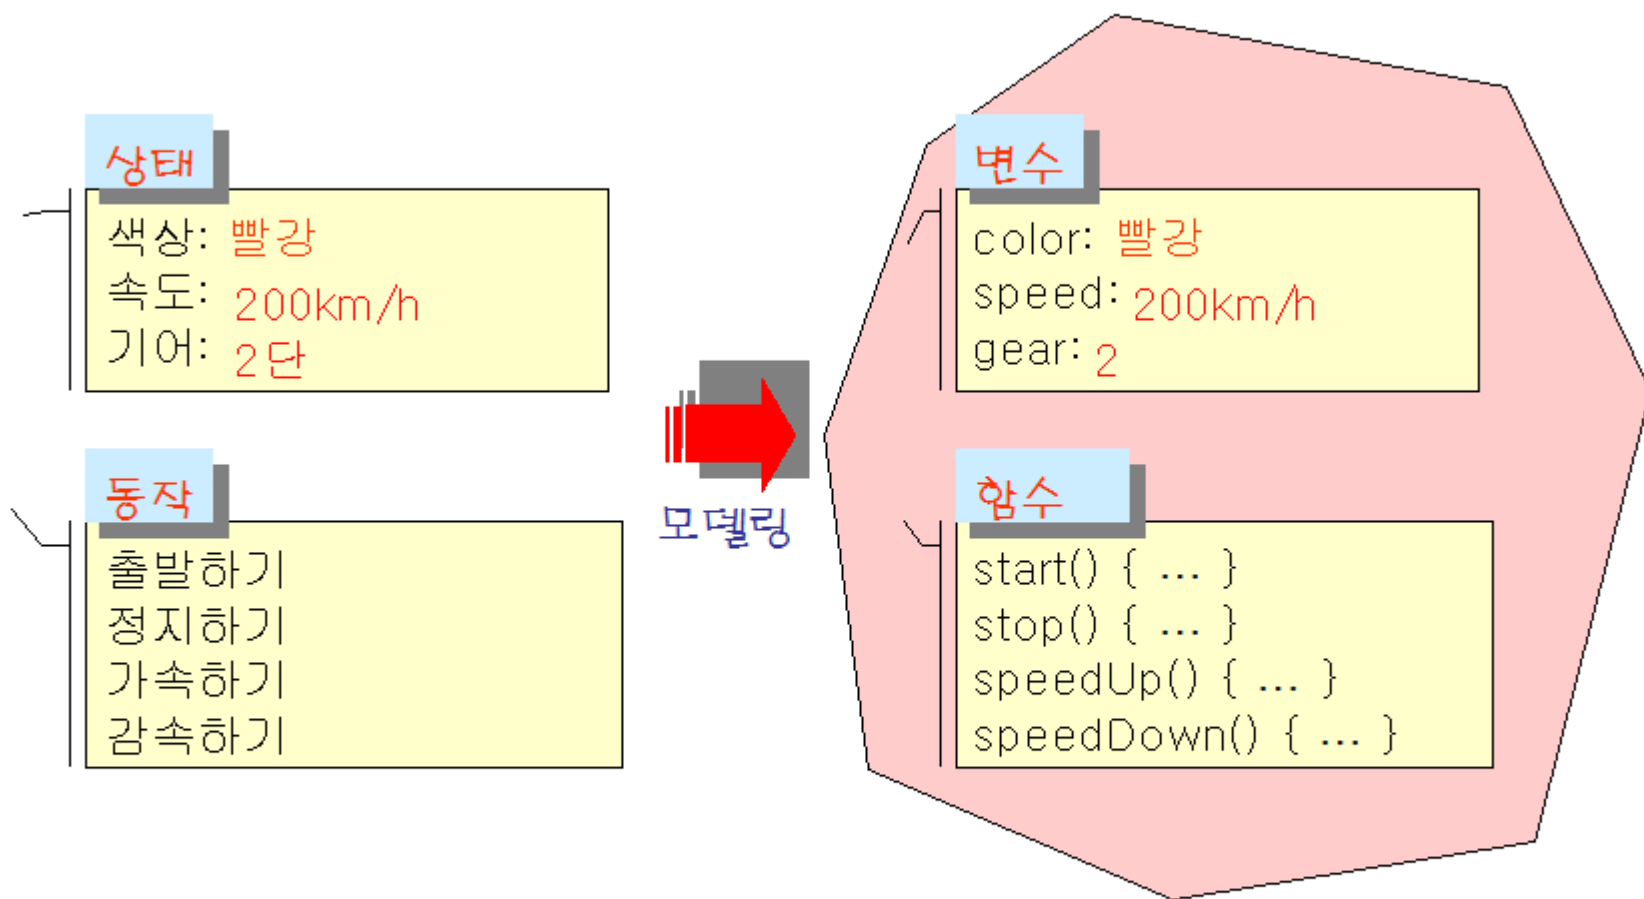 상태
색상: 빨강
속도: 200km/h
기어: 2단
동작
출발하기
정지하기
가속하기
감속하기
모델링
변수
color: 빨강
speed: 200km/h
gear: 2
함수
start() { ... }
stop() { ... }
speedUp() { ... }
speedDown() { ... }